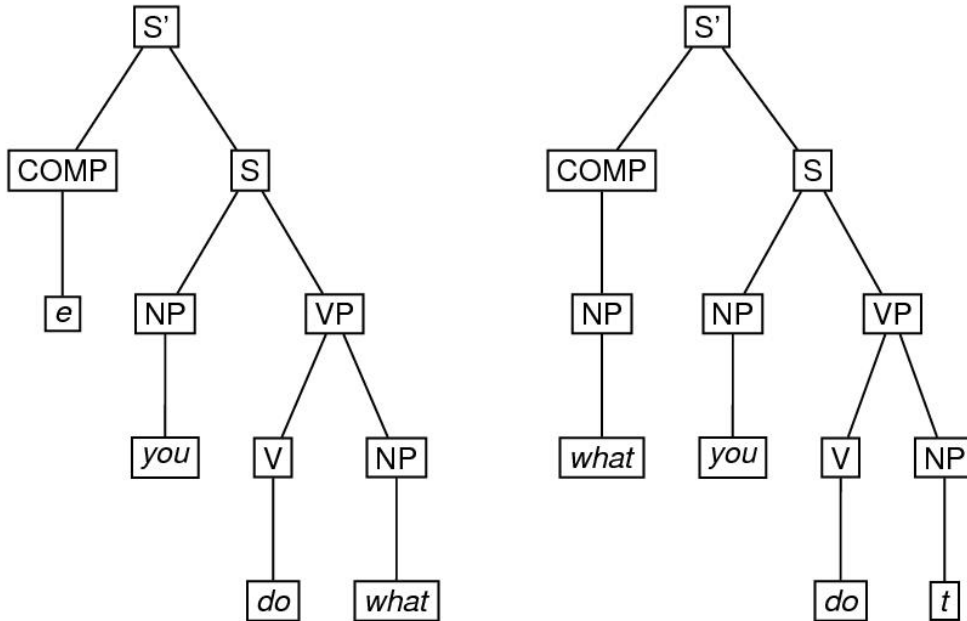 S’ S’
COMP S COMP S
e NP VP NP NP VP
you V NP what you V NP
do what do t